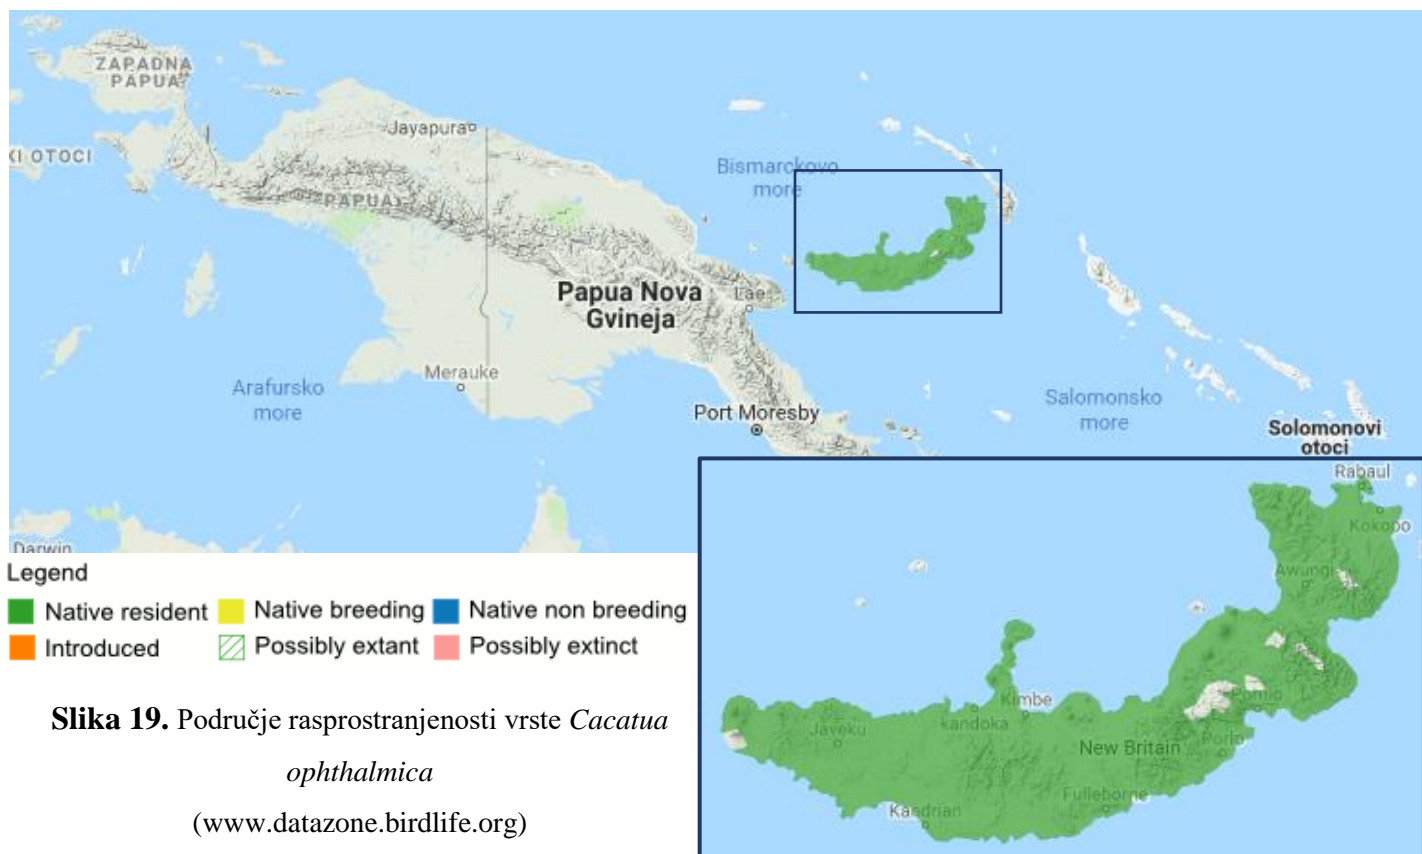 ZAPADNA
PAPUA
KI OTOCI
Jayapura
PAPUA
Bismarckovo
more
Papua Nova
Gvineja
Lae
Merauke
Arafursko
more
Port Moresby
Salomonsko
more
Solomonovi
otoci
Darwin
Rabaul
Kokopo
Awungi
Pomio
Kimbe
kandoka
Javeku
New Britain
Porlo
Fulleborne
Kandrian
Legend
Native resident
Native breeding
Native non breeding
Introduced
Possibly extant
Possibly extinct
Slika 19. Područje rasprostranjenosti vrste Cacatua
ophthalmica
(www.datazone.birdlife.org)